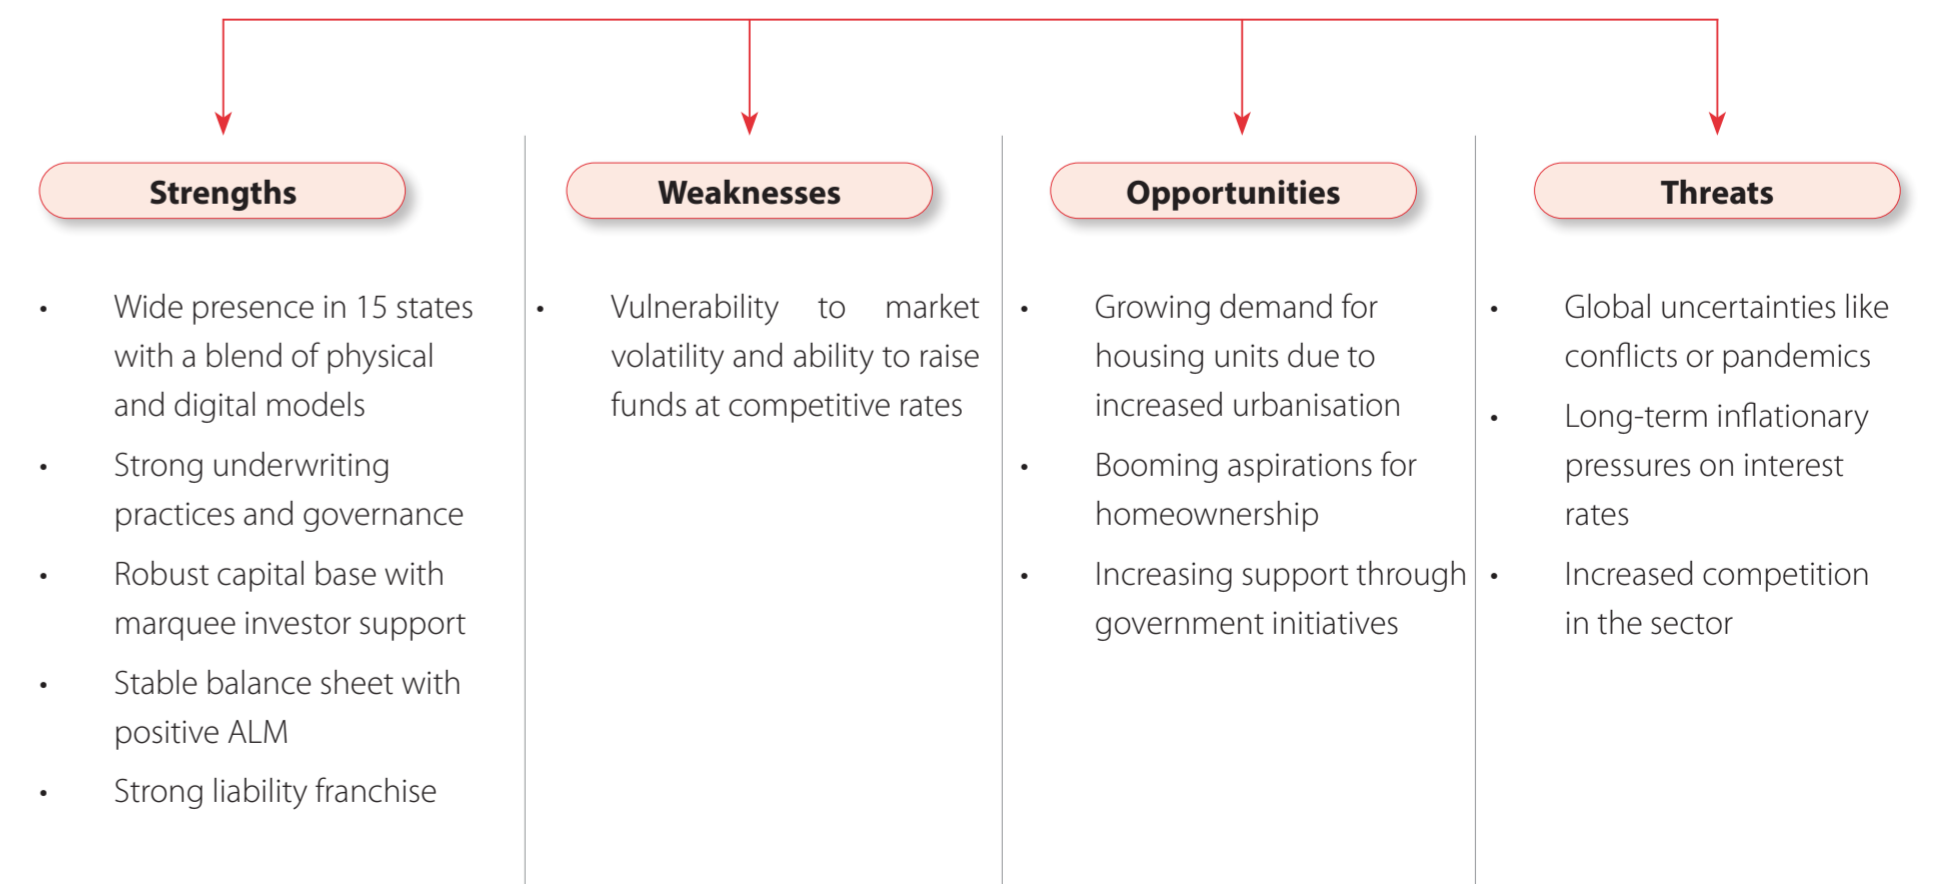 Strengths
• Wide presence in 15 states
with a blend of physical
and digital models
• Strong underwriting
practices and governance
• Robust capital base with
marquee investor support
• Stable balance sheet with
positive ALM
• Strong liability franchise
Weaknesses
• Vulnerability to market
volatility and ability to raise
funds at competitive rates
Opportunities
• Growing demand for
housing units due to
increased urbanisation
• Booming aspirations for
homeownership
• Increasing support through
government initiatives
Threats
• Global uncertainties like
conflicts or pandemics
• Long-term inflationary
pressures on interest
rates
• Increased competition
in the sector